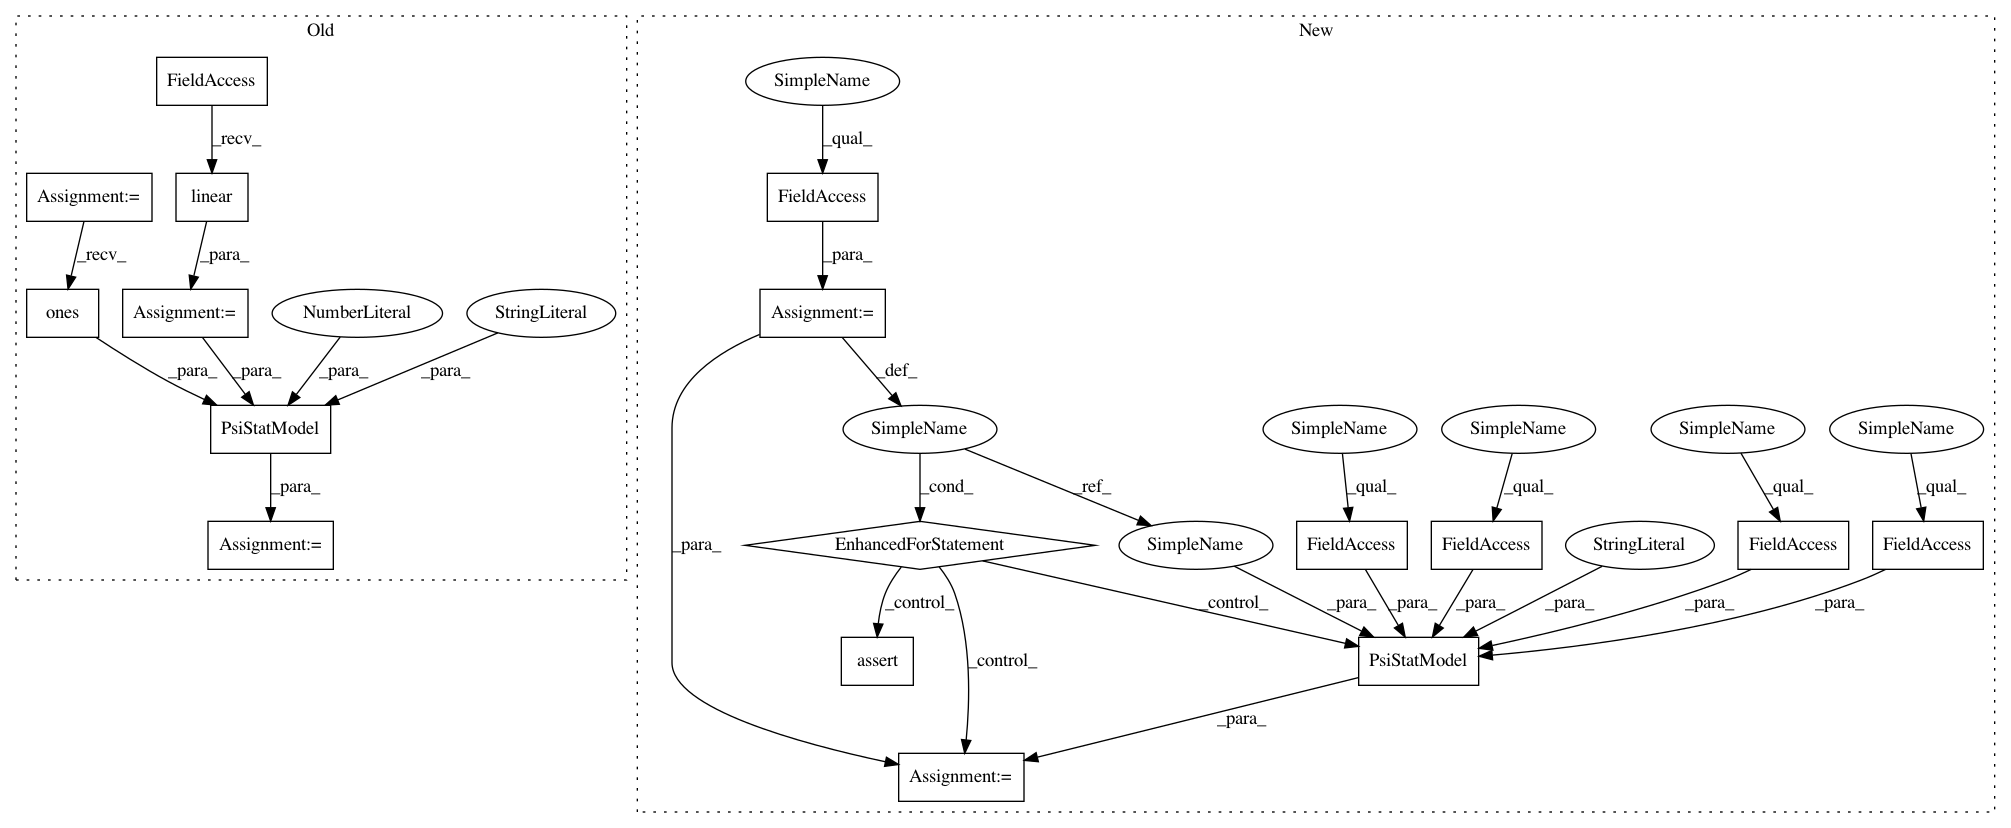 Old
New
FieldAccess
SimpleName
_recv_
_qual_
Assignment:=
linear
FieldAccess
_recv_
_para_
_para_
ones
Assignment:=
NumberLiteral
StringLiteral
Assignment:=
_para_
_para_
_para_
_para_
_def_
PsiStatModel
SimpleName
SimpleName
SimpleName
SimpleName
SimpleName
_para_
_cond_
_ref_
_qual_
_qual_
_qual_
_qual_
Assignment:=
_para_
EnhancedForStatement
SimpleName
FieldAccess
FieldAccess
StringLiteral
FieldAccess
FieldAccess
_control_
_control_
_para_
_para_
_para_
_para_
_para_
_para_
assert
_control_
PsiStatModel
_para_
Assignment:=